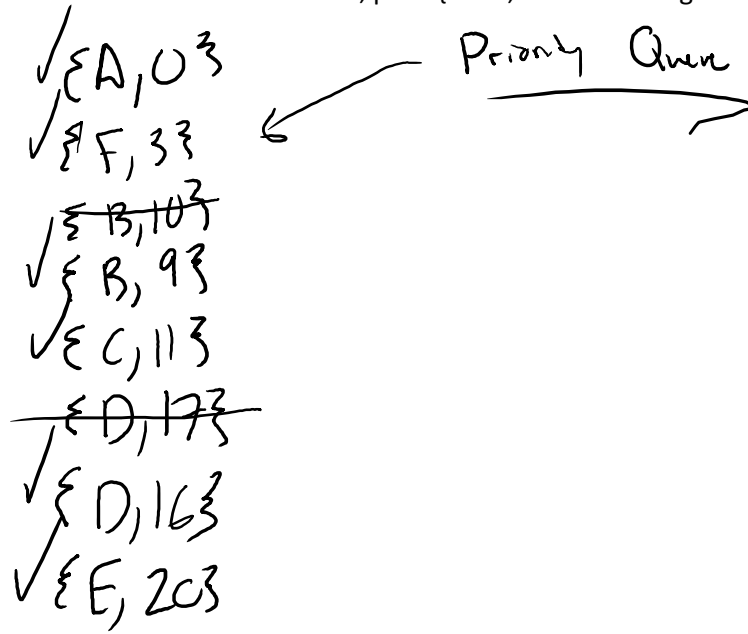 {A, 0}
Priority Queue
{F, 3}
{B, 10}
{B, 9}
{C, 11}
{D, 17}
{D, 16}
{E, 20}